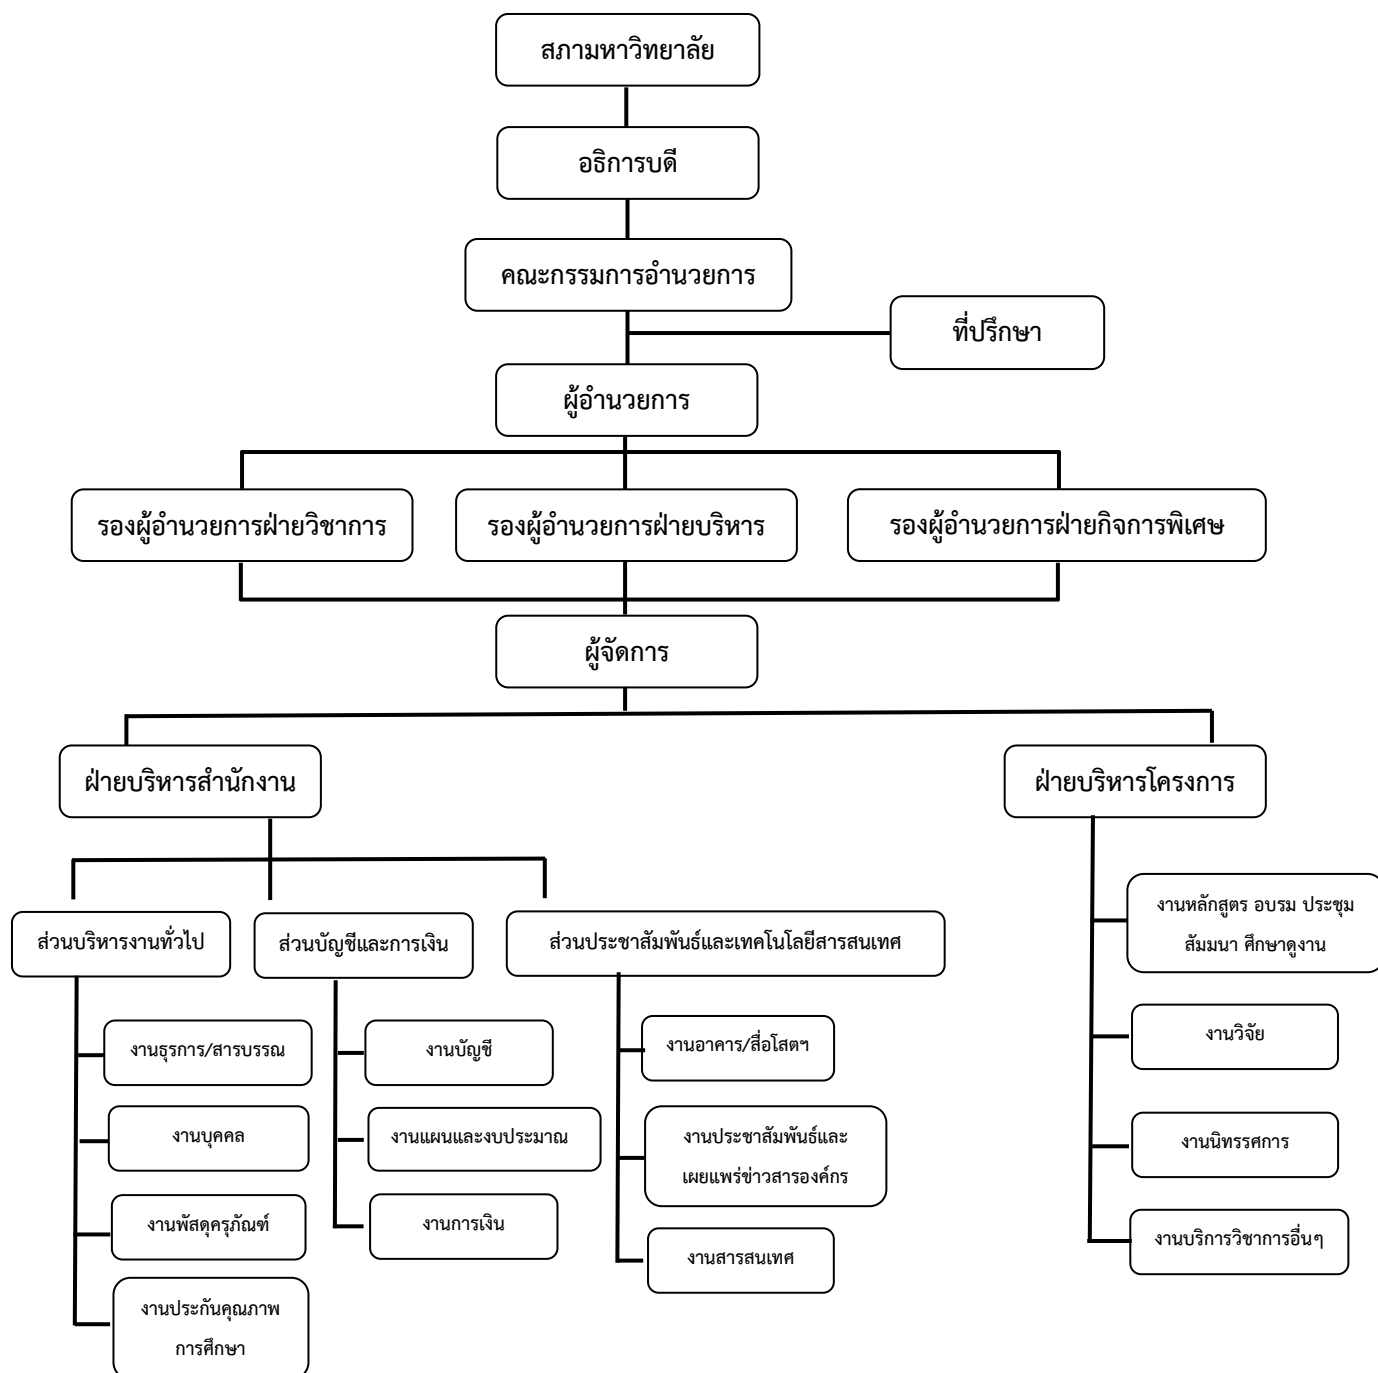 สภามหาวิทยาลัย
อธิการบดี
คณะกรรมการอำนวยการ
ที่ปรึกษา
ผู้อำนวยการ
รองผู้อำนวยการฝ่ายวิชาการ
รองผู้อำนวยการฝ่ายบริหาร
รองผู้อำนวยการฝ่ายกิจการพิเศษ
ผู้จัดการ
ฝ่ายบริหารสำนักงาน
ฝ่ายบริหารโครงการ
ส่วนบริหารงานทั่วไป
งานธุรการ/สารบรรณ
งานบุคคล
งานพัสดุครุภัณฑ์
งานประกันคุณภาพ
การศึกษา
ส่วนบัญชีและการเงิน
งานบัญชี
งานแผนและงบประมาณ
งานการเงิน
ส่วนประชาสัมพันธ์และเทคโนโลยีสารสนเทศ
งานอาคาร/สื่อโสตฯ
งานประชาสัมพันธ์และ
เผยแพร่ข่าวสารองค์กร
งานสารสนเทศ
งานหลักสูตร อบรม ประชุม
สัมมนา ศึกษาดูงาน
งานวิจัย
งานนิทรรศการ
งานบริการวิชาการอื่นๆ